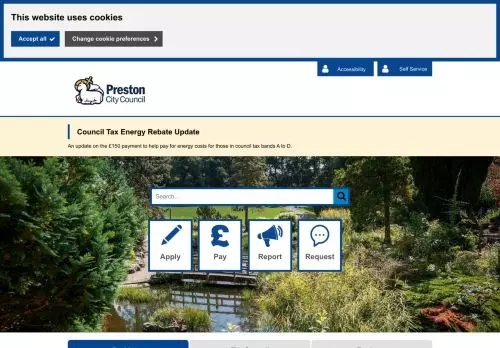 This website uses cookies
Accept all
Change cookie preferences
Accessibility
Self Service
Preston
City Council
Council Tax Energy Rebate Update
An update on the £150 payment to help pay for energy costs for those in council tax bands A to D.
Search...
Apply
Pay
Report
Request